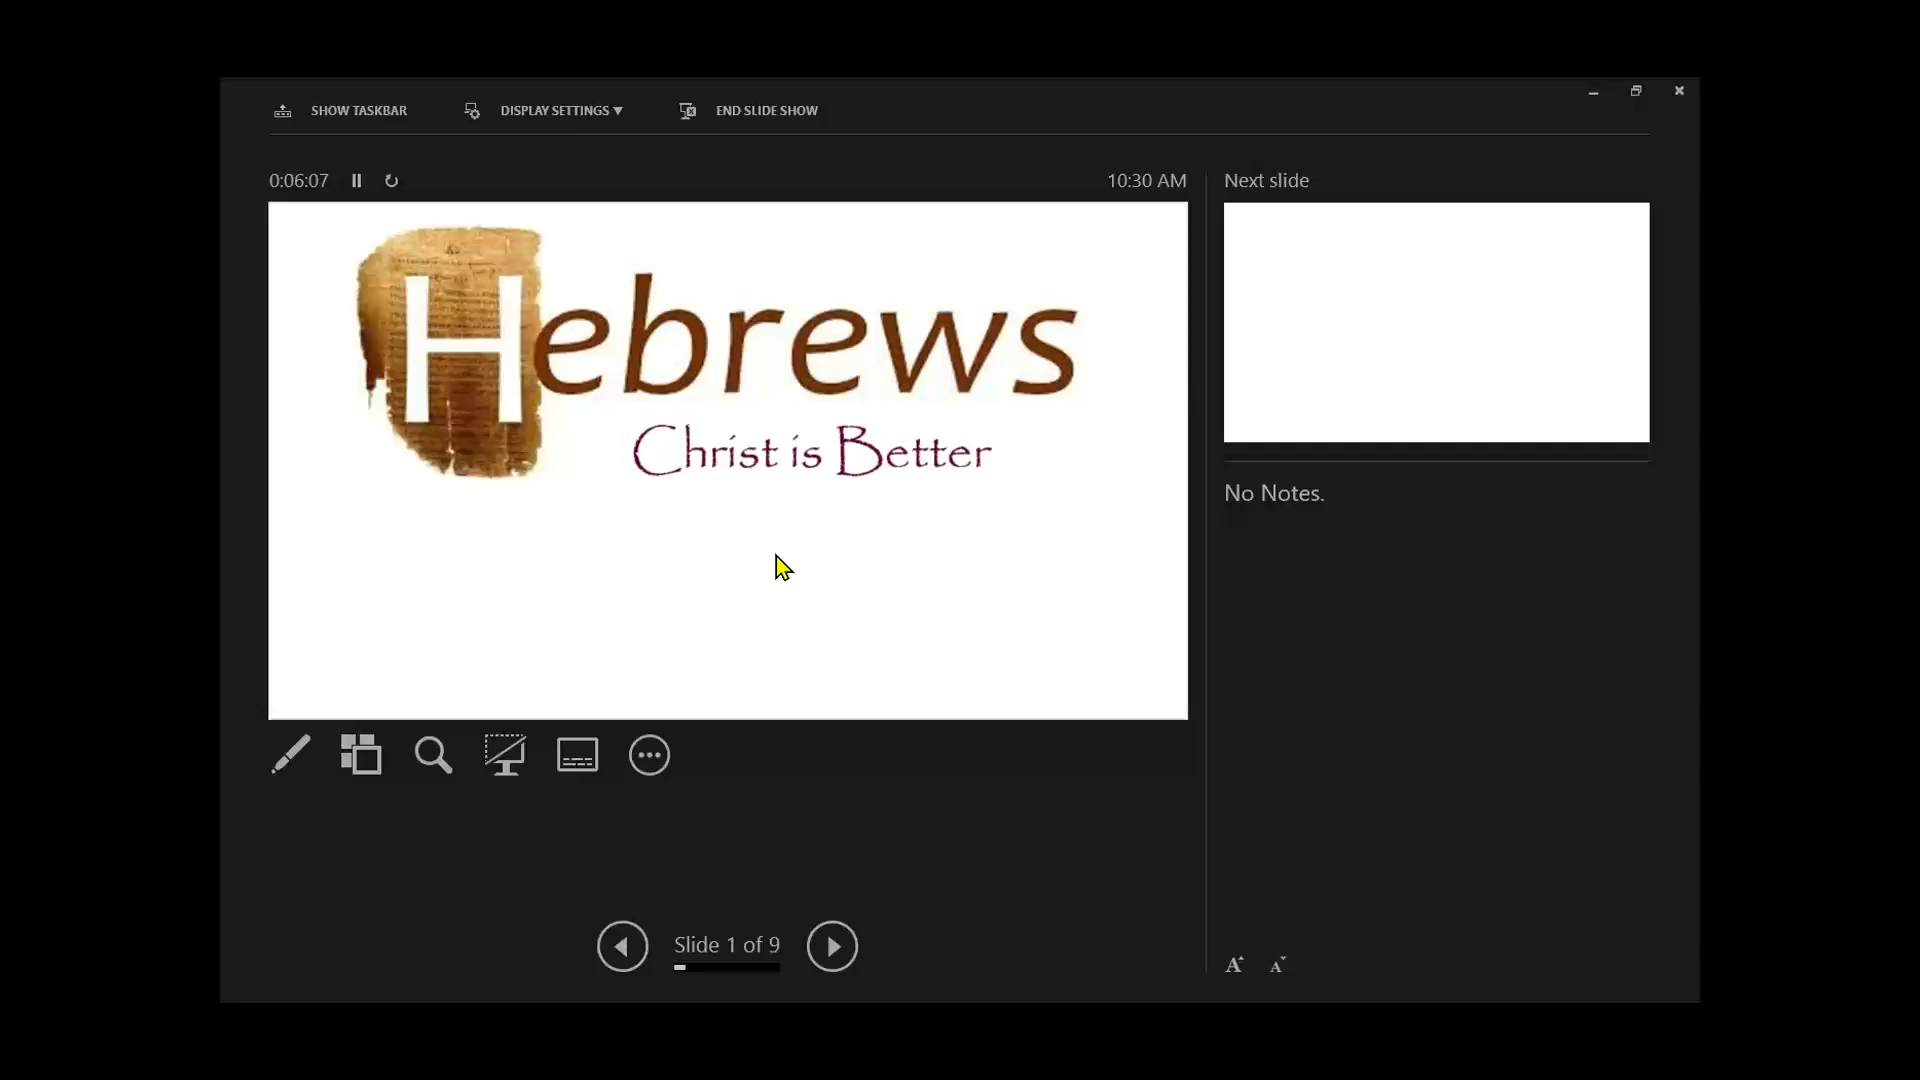 SHOW TASKBAR
DISPLAY SETTINGS ▼
END SLIDE SHOW
0:06:07
10:30 AM
Next slide
Hebrews
Christ is Better
No Notes.
Slide 1 of 9
A A